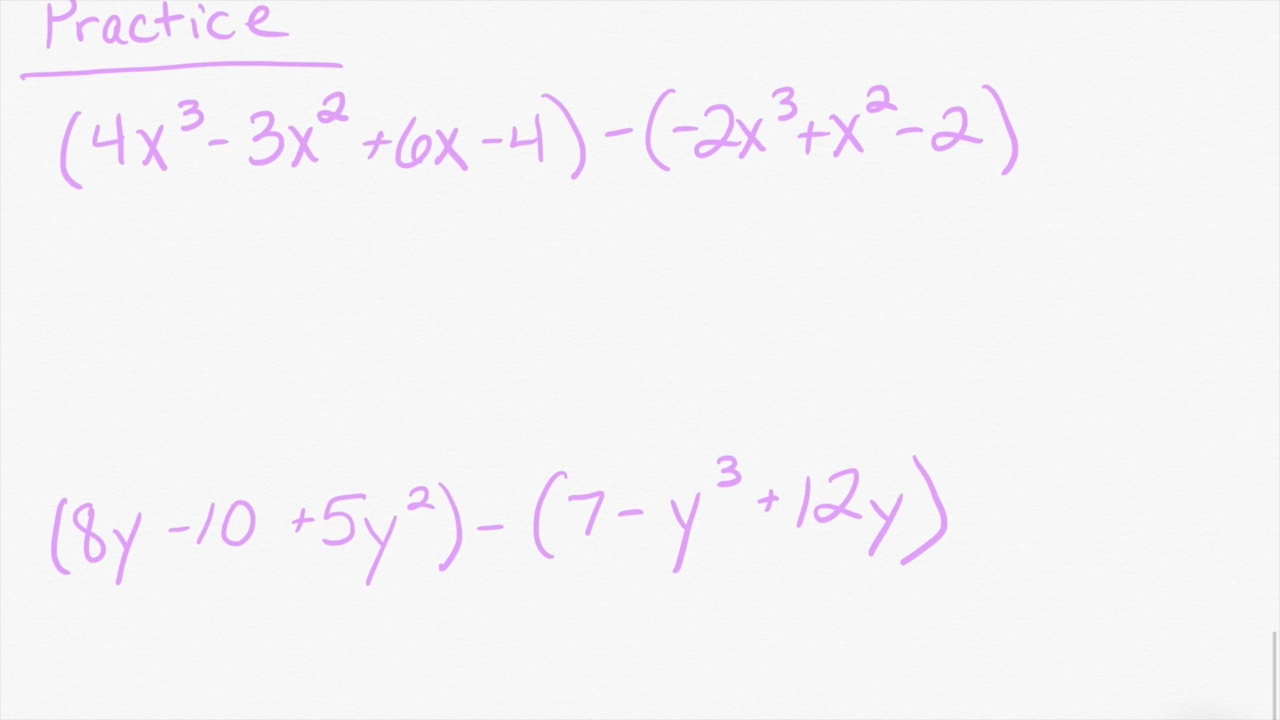 Practice
(4x³ - 3x² + 6x - 4) - (-2x³ + x² - 2)
(8y - 10 + 5y²) - (7 - y³ + 12y)